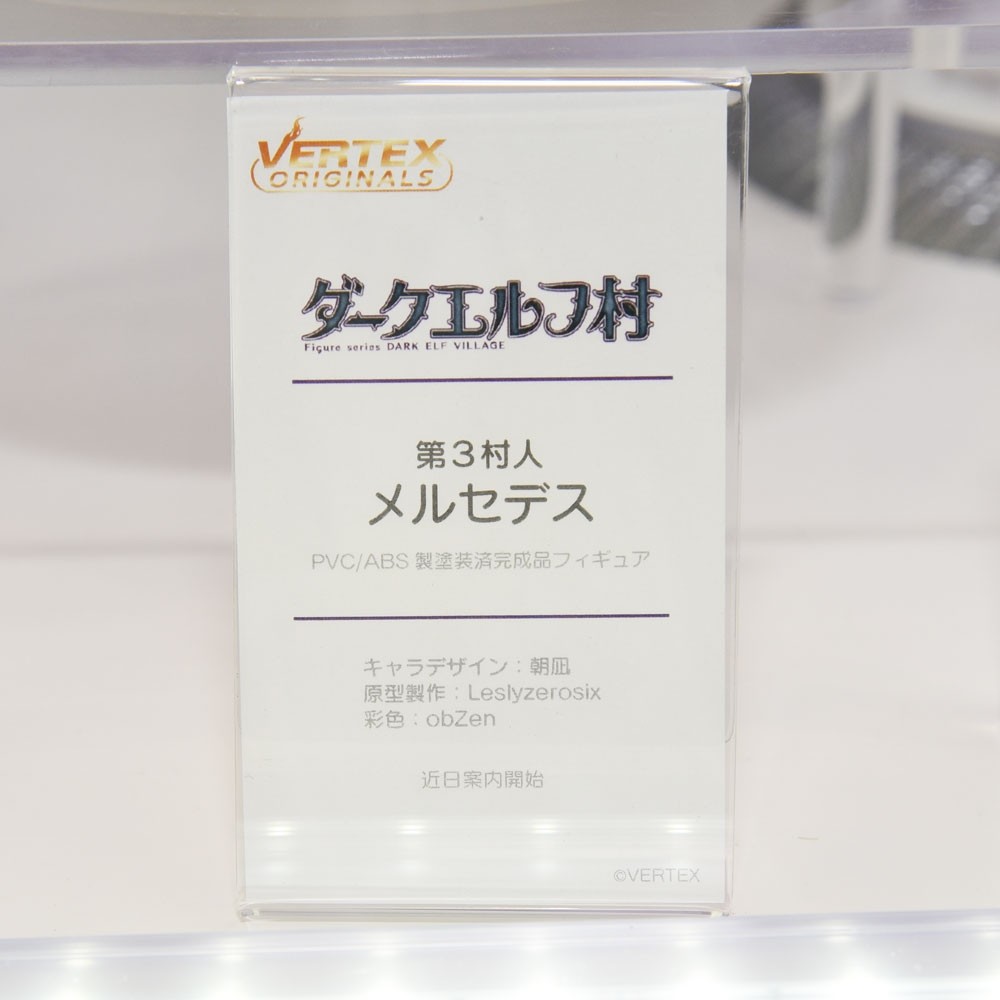 VERTEX
ORIGINALS
ダークエルフ村
Figure series DARK ELF VILLAGE
第3村人
メルセデス
PVC/ABS 製塗装済完成品フィギュア
キャラデザイン：朝凪
原型製作：Leslyzerosix
彩色：obZen
近日案内開始
©VERTEX